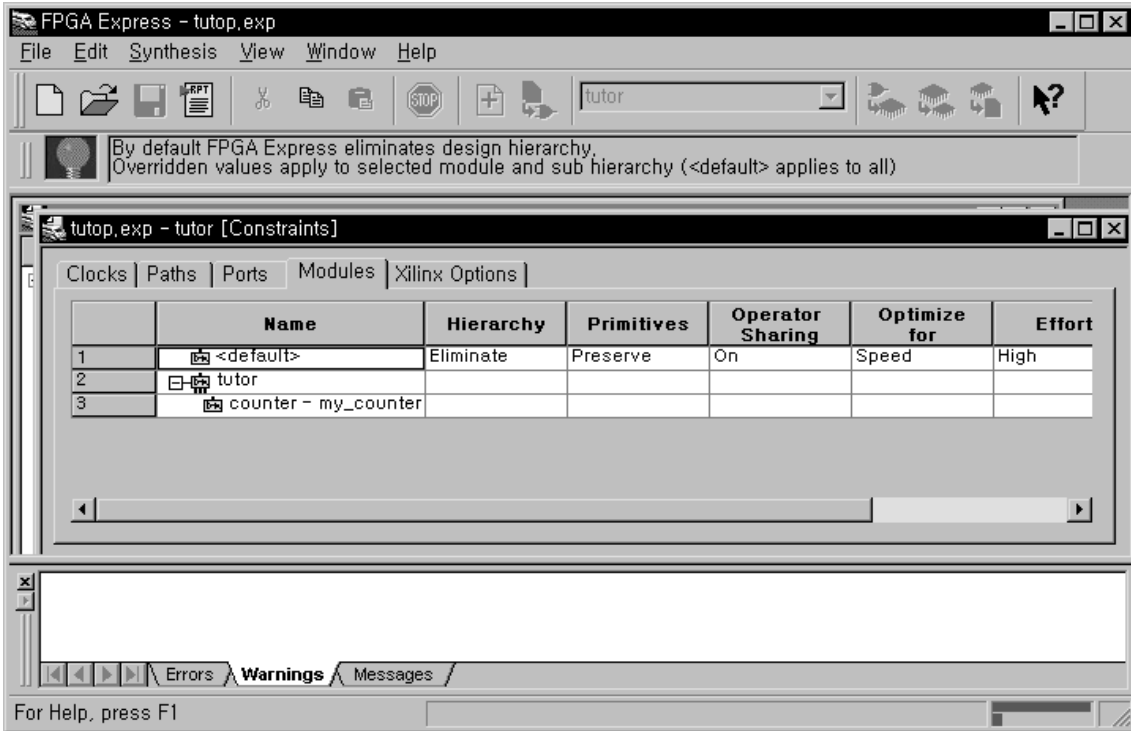 FPGA Express - tutop,exp
File Edit Synthesis View Window Help
RPT STOP tutor ?
By default FPGA Express eliminates design hierarchy,
Overridden values apply to selected module and sub hierarchy (<default> applies to all)
tutop,exp - tutor [Constraints]
Clocks Paths Ports Modules Xilinx Options
Name Hierarchy Primitives Operator Sharing Optimize for Effort
1 <default> Eliminate Preserve On Speed High
2 tutor
3 counter - my_counter
Errors Warnings Messages
For Help, press F1